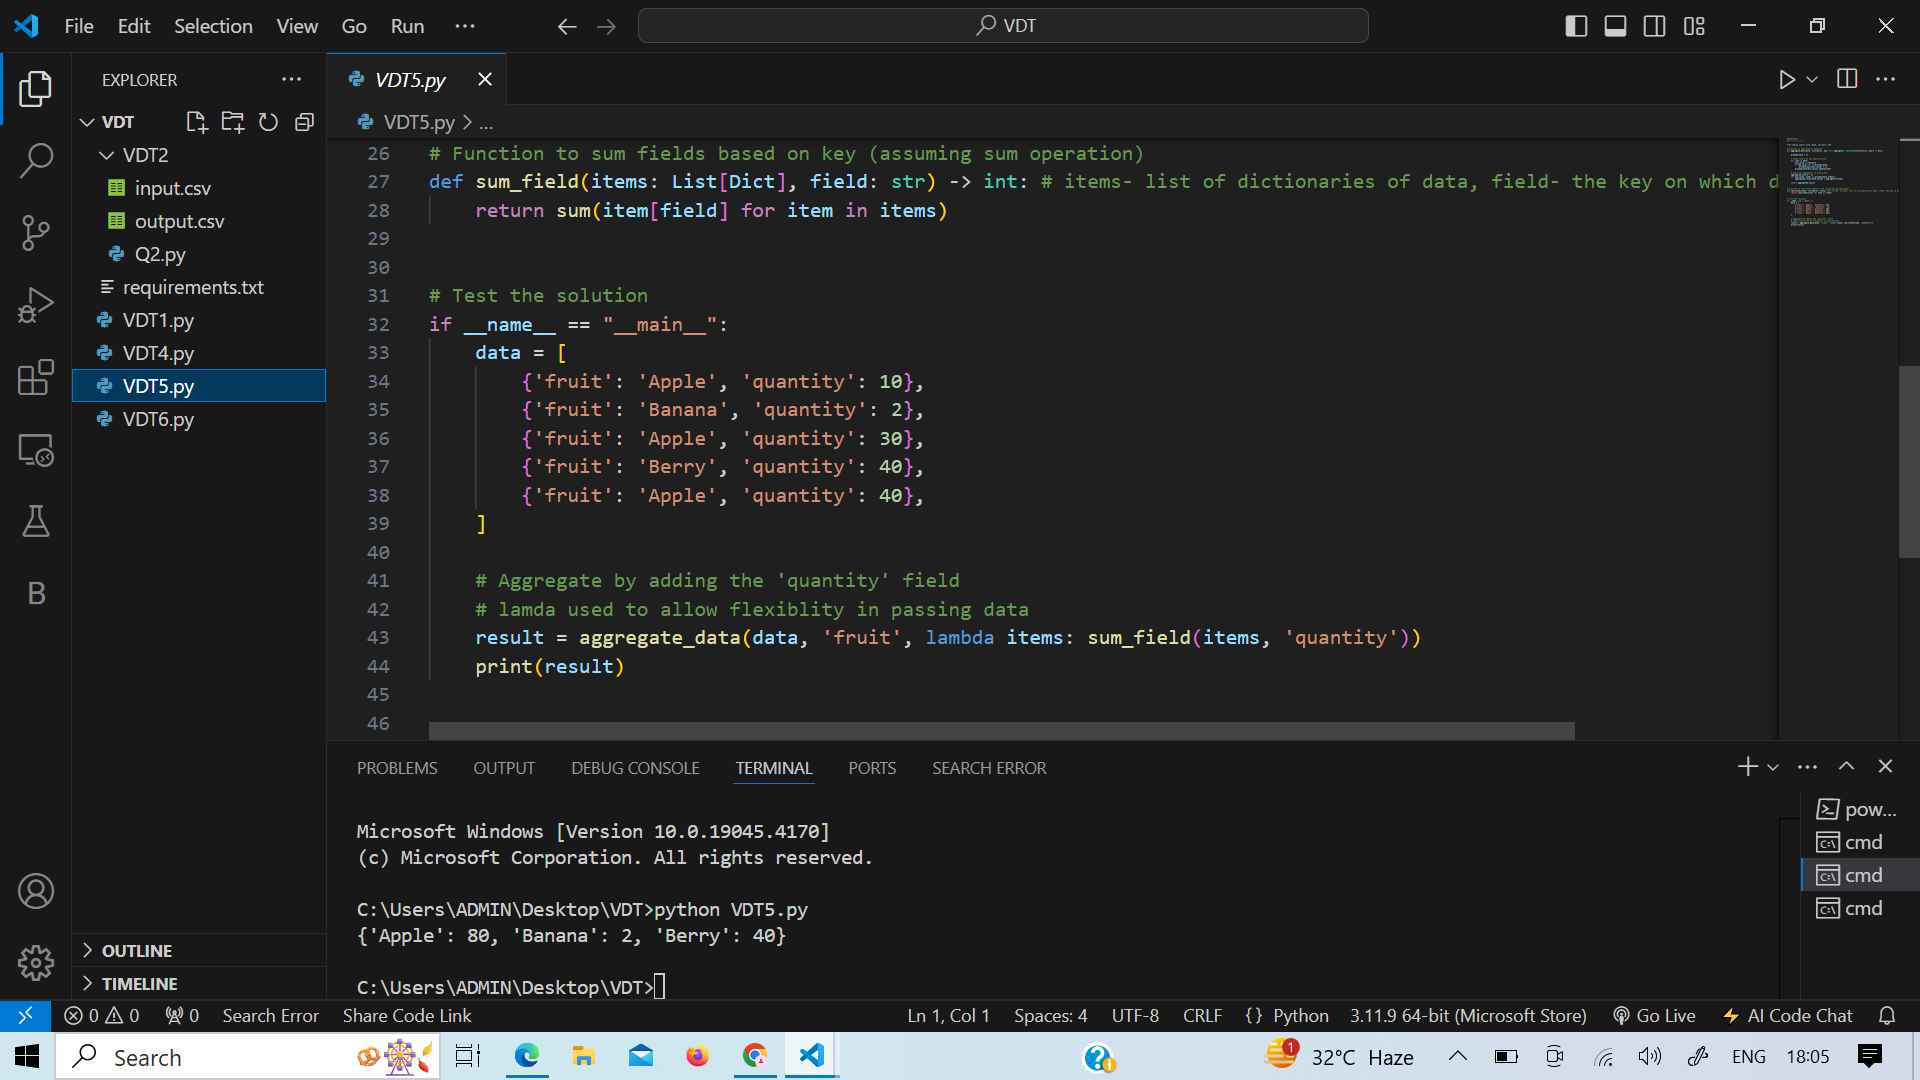 File Edit Selection View Go Run ... VDT
EXPLORER
VDT5.py
VDT
VDT5.py > ...
VDT2
input.csv
output.csv
Q2.py
requirements.txt
VDT1.py
VDT4.py
VDT5.py
VDT6.py
OUTLINE
TIMELINE
26 # Function to sum fields based on key (assuming sum operation)
27 def sum_field(items: List[Dict], field: str) -> int: # items- list of dictionaries of data, field- the key on which d
28 return sum(item[field] for item in items)
29
30
31 # Test the solution
32 if __name__ == "__main__":
33 data = [
34 {'fruit': 'Apple', 'quantity': 10},
35 {'fruit': 'Banana', 'quantity': 2},
36 {'fruit': 'Apple', 'quantity': 30},
37 {'fruit': 'Berry', 'quantity': 40},
38 {'fruit': 'Apple', 'quantity': 40},
39 ]
40
41 # Aggregate by adding the 'quantity' field
42 # lamda used to allow flexiblity in passing data
43 result = aggregate_data(data, 'fruit', lambda items: sum_field(items, 'quantity'))
44 print(result)
45
46
PROBLEMS OUTPUT DEBUG CONSOLE TERMINAL PORTS SEARCH ERROR
Microsoft Windows [Version 10.0.19045.4170]
(c) Microsoft Corporation. All rights reserved.
C:\Users\ADMIN\Desktop\VDT>python VDT5.py
{'Apple': 80, 'Banana': 2, 'Berry': 40}
C:\Users\ADMIN\Desktop\VDT>
pow...
cmd
cmd
cmd
0 0 0 Search Error Share Code Link Ln 1, Col 1 Spaces: 4 UTF-8 CRLF {} Python 3.11.9 64-bit (Microsoft Store) Go Live AI Code Chat
Search 1 32°C Haze ENG 18:05